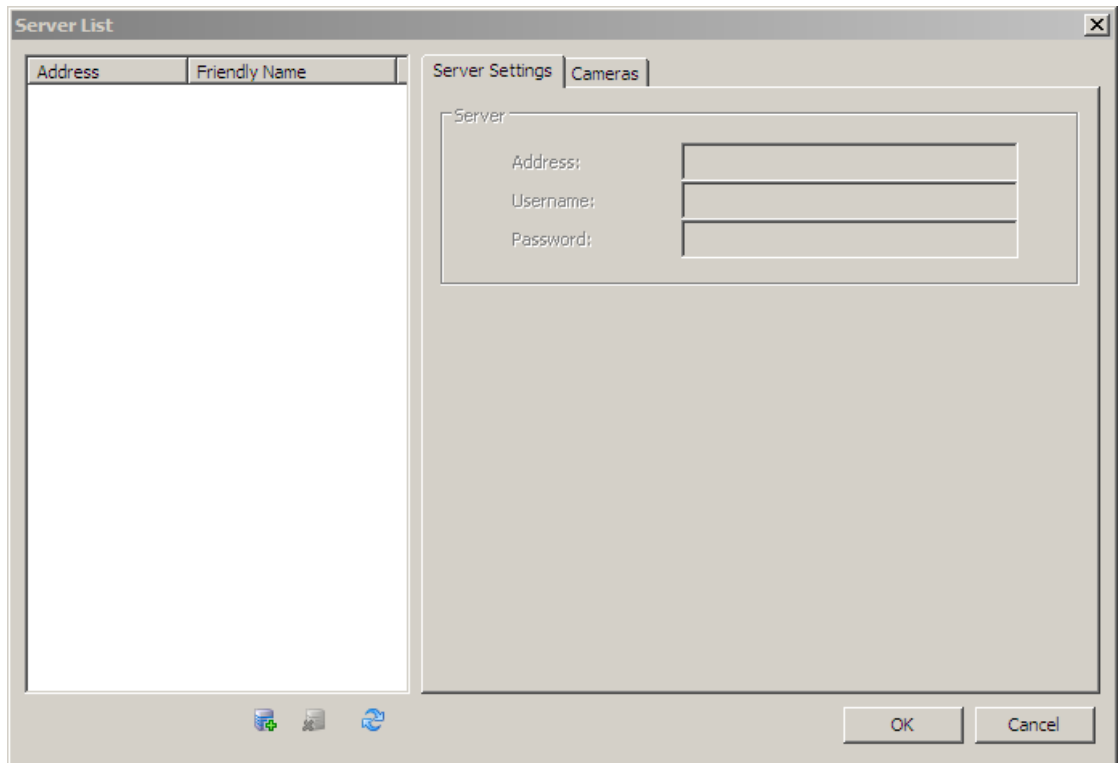 Server List
Address Friendly Name
Server Settings Cameras
Server
Address:
Username:
Password:
OK Cancel